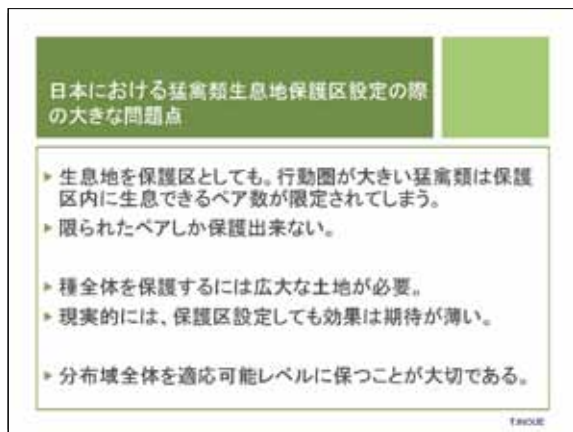 日本における猛禽類生息地保護区設定の際
の大きな問題点
▶ 生息地を保護区としても。行動圏が大きい猛禽類は保護
区内に生息できるペア数が限定されてしまう。
▶ 限られたペアしか保護出来ない。
▶ 種全体を保護するには広大な土地が必要。
▶ 現実的には、保護区設定しても効果は期待が薄い。
▶ 分布域全体を適応可能レベルに保つことが大切である。
T.INOUE